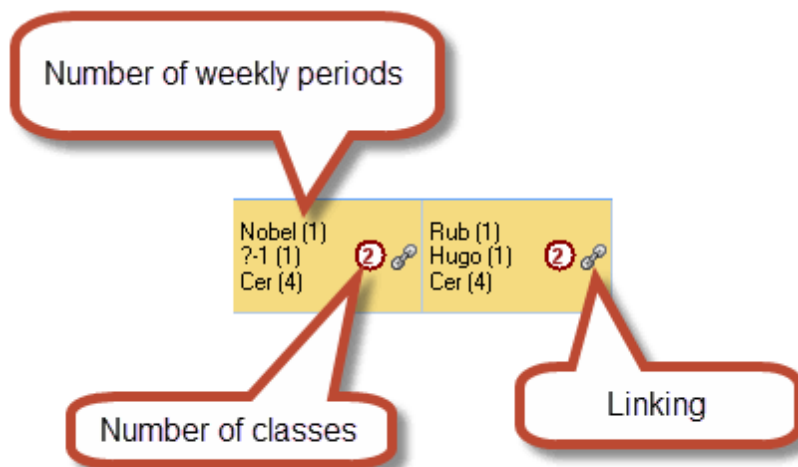 Number of weekly periods
Nobel (1)
?-1 (1)
Cer (4)
2
Rub (1)
Hugo (1)
Cer (4)
2
Number of classes
Linking